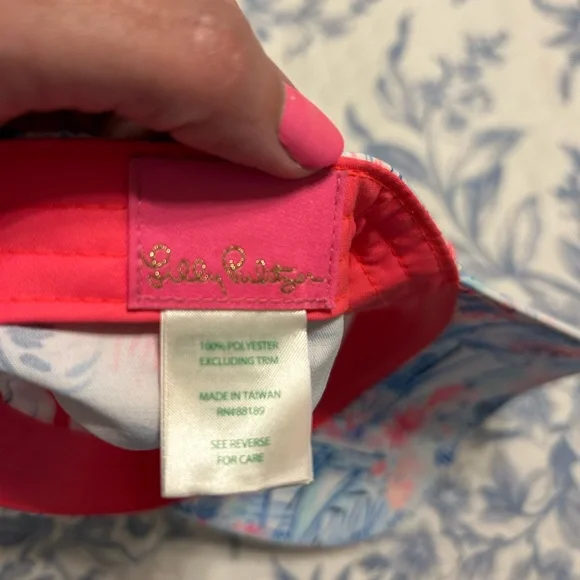 Lilly Pulitzer
100% POLYESTER
EXCLUDING TRIM
MADE IN TAIWAN
RN#88189
SEE REVERSE
FOR CARE